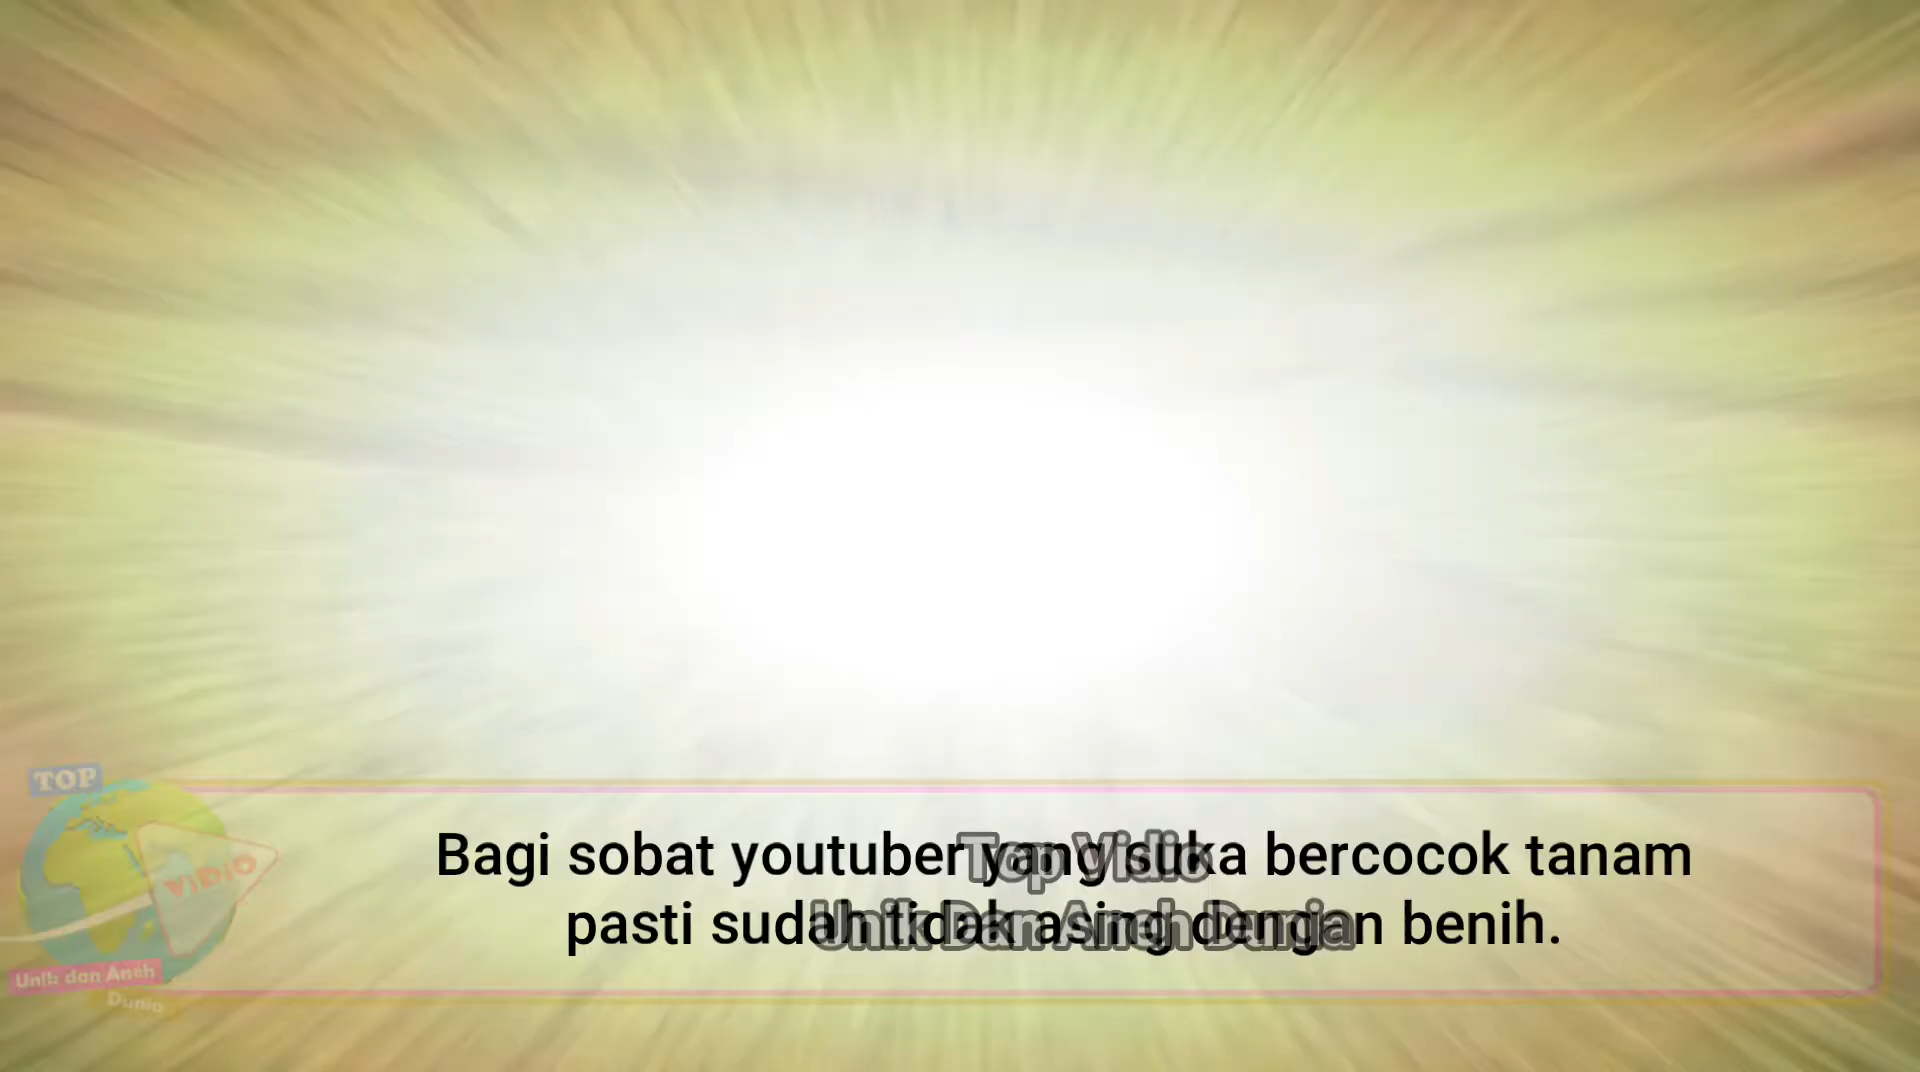 TOP
VIDIO
Unik dan Aneh
Dunia
Bagi sobat youtuber yang suka bercocok tanam
pasti sudah tidak asing dengan benih.
Top Vidio
Unik Dan Aneh Dunia